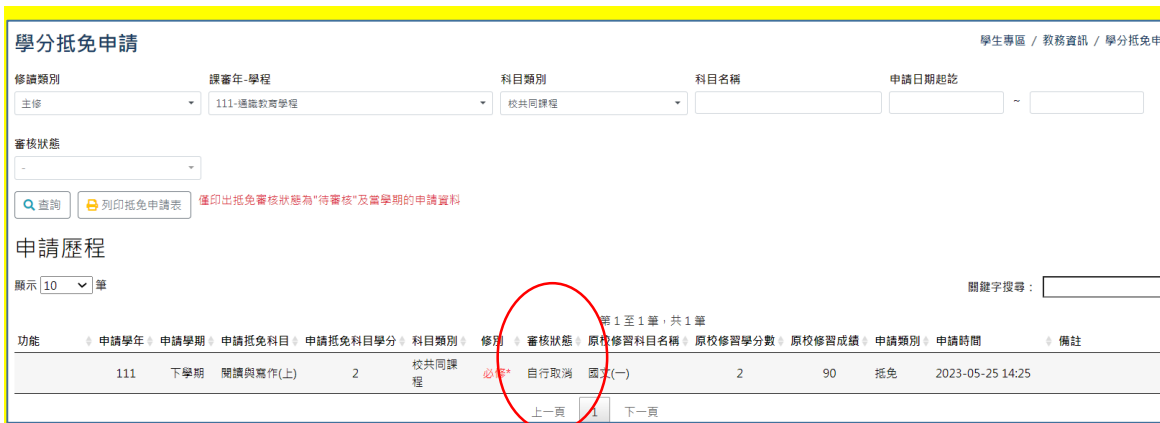 學分抵免申請
學生專區 / 教務資訊 / 學分抵免申
修讀類別 課審年-學程 科目類別 科目名稱 申請日期起訖
主修 111-通識教育學程 校共同課程 ~
審核狀態
-
查詢 列印抵免申請表 僅印出抵免審核狀態為"待審核"及當學期的申請資料
申請歷程
顯示 10 筆 關鍵字搜尋：
第 1 至 1 筆，共 1 筆
功能 申請學年 申請學期 申請抵免科目 申請抵免科目學分 科目類別 修別 審核狀態 原校修習科目名稱 原校修習學分數 原校修習成績 申請類別 申請時間 備註
111 下學期 閱讀與寫作(上) 2 校共同課程 必修* 自行取消 國文(一) 2 90 抵免 2023-05-25 14:25
上一頁 1 下一頁